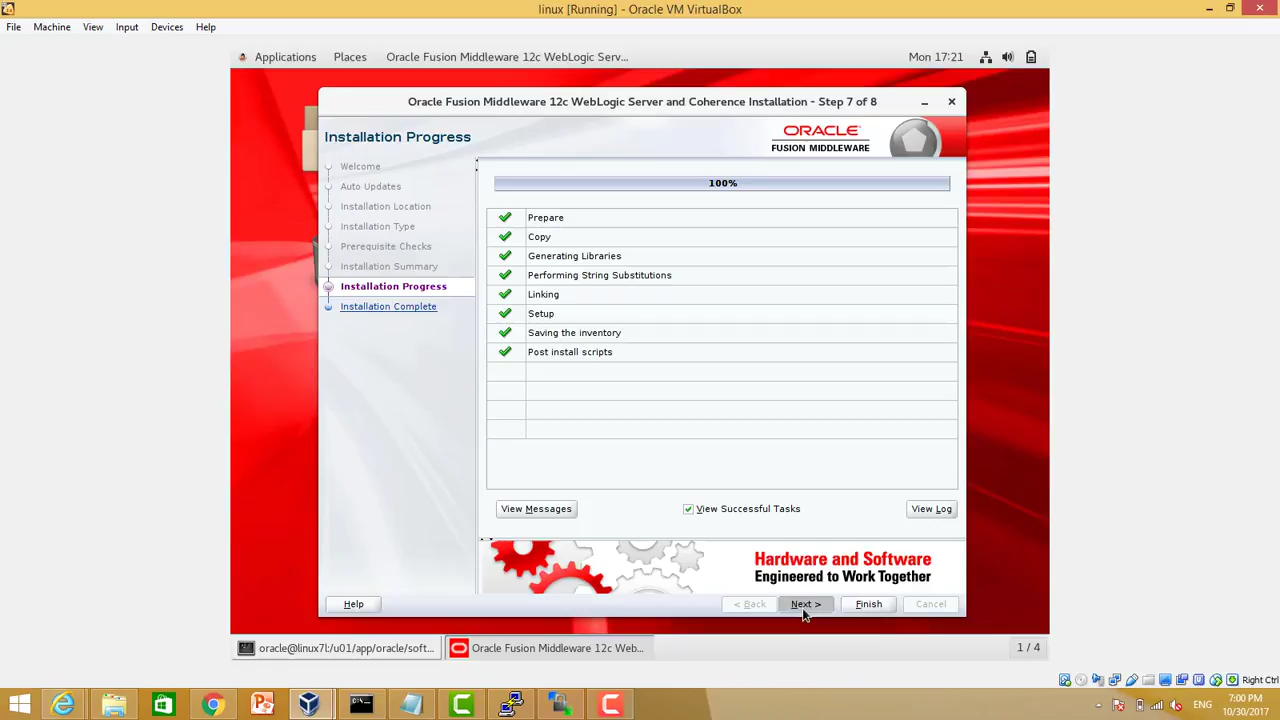 linux [Running] - Oracle VM VirtualBox
File Machine View Input Devices Help
Applications Places Oracle Fusion Middleware 12c WebLogic Serv... Mon 17:21
Oracle Fusion Middleware 12c WebLogic Server and Coherence Installation - Step 7 of 8
Installation Progress
ORACLE
FUSION MIDDLEWARE
Welcome
Auto Updates
Installation Location
Installation Type
Prerequisite Checks
Installation Summary
Installation Progress
Installation Complete
100%
Prepare
Copy
Generating Libraries
Performing String Substitutions
Linking
Setup
Saving the inventory
Post install scripts
View Messages View Successful Tasks View Log
Hardware and Software
Engineered to Work Together
Help < Back Next > Finish Cancel
oracle@linux7l:/u01/app/oracle/soft... Oracle Fusion Middleware 12c Web... 1 / 4
Right Ctrl
ENG
7:00 PM
10/30/2017